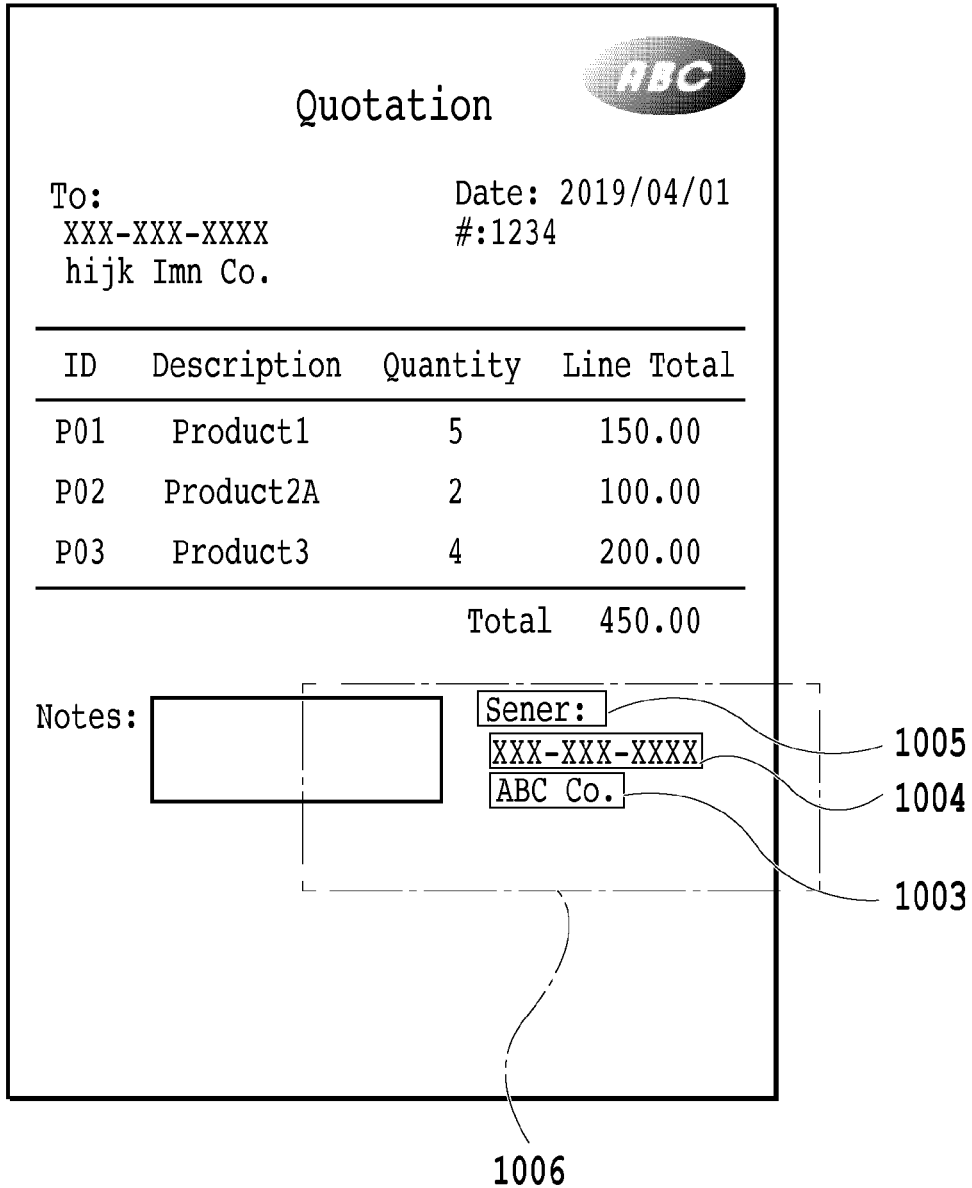 ABC
Quotation
To:
XXX-XXX-XXXX
hijk Imn Co.
Date: 2019/04/01
#:1234
ID Description Quantity Line Total
P01 Product1 5 150.00
P02 Product2A 2 100.00
P03 Product3 4 200.00
Total 450.00
Notes:
Sener:
XXX-XXX-XXXX
ABC Co.
1005
1004
1003
1006